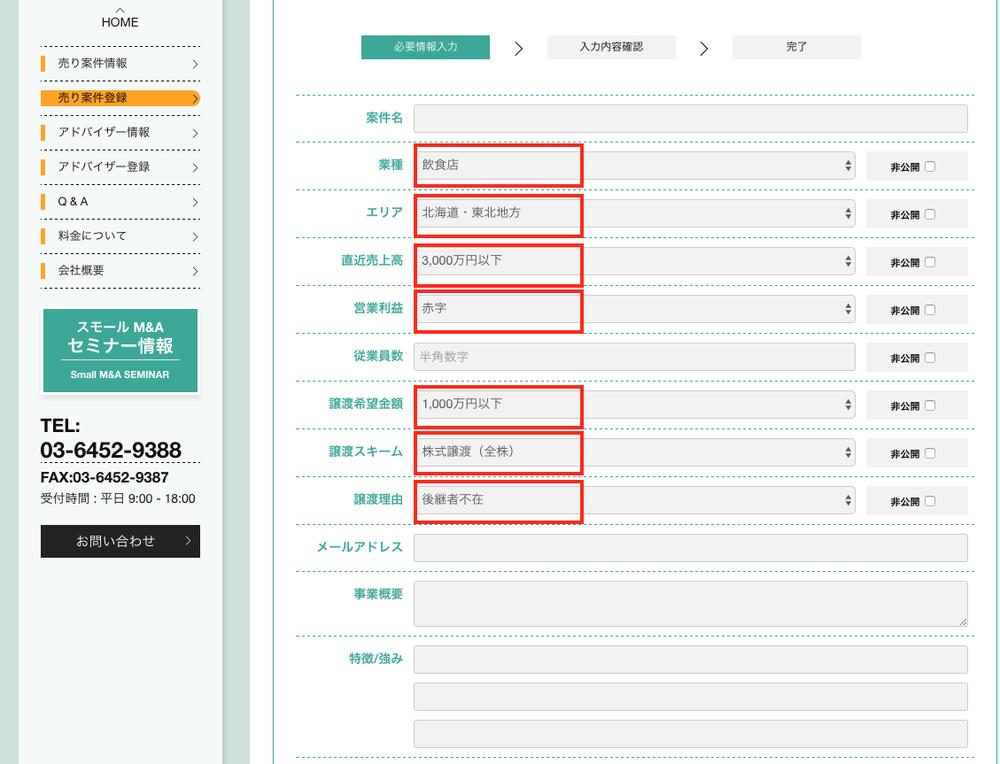 HOME
売り案件情報
売り案件登録
アドバイザー情報
アドバイザー登録
Q & A
料金について
会社概要
スモール M&A
セミナー情報
Small M&A SEMINAR
TEL:
03-6452-9388
FAX:03-6452-9387
受付時間 : 平日 9:00 - 18:00
お問い合わせ
必要情報入力
入力内容確認
完了
案件名
業種 飲食店 非公開
エリア 北海道・東北地方 非公開
直近売上高 3,000万円以下 非公開
営業利益 赤字 非公開
従業員数 半角数字 非公開
譲渡希望金額 1,000万円以下 非公開
譲渡スキーム 株式譲渡（全株） 非公開
譲渡理由 後継者不在 非公開
メールアドレス
事業概要
特徴/強み